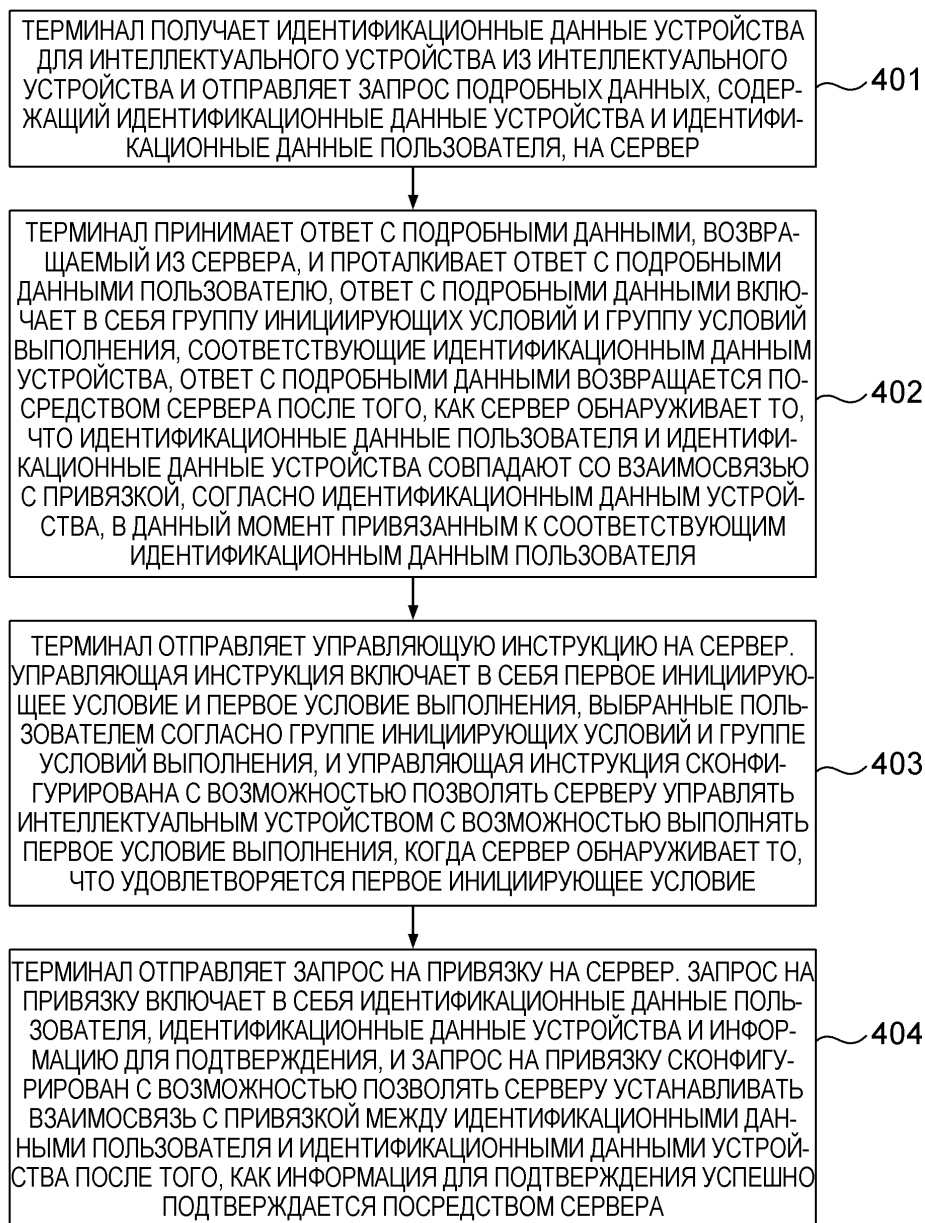 ТЕРМИНАЛ ПОЛУЧАЕТ ИДЕНТИФИКАЦИОННЫЕ ДАННЫЕ УСТРОЙСТВА
ДЛЯ ИНТЕЛЛЕКТУАЛЬНОГО УСТРОЙСТВА ИЗ ИНТЕЛЛЕКТУАЛЬНОГО
УСТРОЙСТВА И ОТПРАВЛЯЕТ ЗАПРОС ПОДРОБНЫХ ДАННЫХ, СОДЕР-
ЖАЩИЙ ИДЕНТИФИКАЦИОННЫЕ ДАННЫЕ УСТРОЙСТВА И ИДЕНТИФИ-
КАЦИОННЫЕ ДАННЫЕ ПОЛЬЗОВАТЕЛЯ, НА СЕРВЕР
401
ТЕРМИНАЛ ПРИНИМАЕТ ОТВЕТ С ПОДРОБНЫМИ ДАННЫМИ, ВОЗВРА-
ЩАЕМЫЙ ИЗ СЕРВЕРА, И ПРОТАЛКИВАЕТ ОТВЕТ С ПОДРОБНЫМИ
ДАННЫМИ ПОЛЬЗОВАТЕЛЮ, ОТВЕТ С ПОДРОБНЫМИ ДАННЫМИ ВКЛЮ-
ЧАЕТ В СЕБЯ ГРУППУ ИНИЦИИРУЮЩИХ УСЛОВИЙ И ГРУППУ УСЛОВИЙ
ВЫПОЛНЕНИЯ, СООТВЕТСТВУЮЩИЕ ИДЕНТИФИКАЦИОННЫМ ДАННЫМ
УСТРОЙСТВА, ОТВЕТ С ПОДРОБНЫМИ ДАННЫМИ ВОЗВРАЩАЕТСЯ ПО-
СРЕДСТВОМ СЕРВЕРА ПОСЛЕ ТОГО, КАК СЕРВЕР ОБНАРУЖИВАЕТ ТО,
ЧТО ИДЕНТИФИКАЦИОННЫЕ ДАННЫЕ ПОЛЬЗОВАТЕЛЯ И ИДЕНТИФИ-
КАЦИОННЫЕ ДАННЫЕ УСТРОЙСТВА СОВПАДАЮТ СО ВЗАИМОСВЯЗЬЮ
С ПРИВЯЗКОЙ, СОГЛАСНО ИДЕНТИФИКАЦИОННЫМ ДАННЫМ УСТРОЙ-
СТВА, В ДАННЫЙ МОМЕНТ ПРИВЯЗАННЫМ К СООТВЕТСТВУЮЩИМ
ИДЕНТИФИКАЦИОННЫМ ДАННЫМ ПОЛЬЗОВАТЕЛЯ
402
ТЕРМИНАЛ ОТПРАВЛЯЕТ УПРАВЛЯЮЩУЮ ИНСТРУКЦИЮ НА СЕРВЕР.
УПРАВЛЯЮЩАЯ ИНСТРУКЦИЯ ВКЛЮЧАЕТ В СЕБЯ ПЕРВОЕ ИНИЦИИРУЮ-
ЩЕЕ УСЛОВИЕ И ПЕРВОЕ УСЛОВИЕ ВЫПОЛНЕНИЯ, ВЫБРАННЫЕ ПОЛЬ-
ЗОВАТЕЛЕМ СОГЛАСНО ГРУППЕ ИНИЦИИРУЮЩИХ УСЛОВИЙ И ГРУППЕ
УСЛОВИЙ ВЫПОЛНЕНИЯ, И УПРАВЛЯЮЩАЯ ИНСТРУКЦИЯ СКОНФИ-
ГУРИРОВАНА С ВОЗМОЖНОСТЬЮ ПОЗВОЛЯТЬ СЕРВЕРУ УПРАВЛЯТЬ
ИНТЕЛЛЕКТУАЛЬНЫМ УСТРОЙСТВОМ С ВОЗМОЖНОСТЬЮ ВЫПОЛНЯТЬ
ПЕРВОЕ УСЛОВИЕ ВЫПОЛНЕНИЯ, КОГДА СЕРВЕР ОБНАРУЖИВАЕТ ТО,
ЧТО УДОВЛЕТВОРЯЕТСЯ ПЕРВОЕ ИНИЦИИРУЮЩЕЕ УСЛОВИЕ
403
ТЕРМИНАЛ ОТПРАВЛЯЕТ ЗАПРОС НА ПРИВЯЗКУ НА СЕРВЕР. ЗАПРОС НА
ПРИВЯЗКУ ВКЛЮЧАЕТ В СЕБЯ ИДЕНТИФИКАЦИОННЫЕ ДАННЫЕ ПОЛЬ-
ЗОВАТЕЛЯ, ИДЕНТИФИКАЦИОННЫЕ ДАННЫЕ УСТРОЙСТВА И ИНФОР-
МАЦИЮ ДЛЯ ПОДТВЕРЖДЕНИЯ, И ЗАПРОС НА ПРИВЯЗКУ СКОНФИГУ-
РИРОВАН С ВОЗМОЖНОСТЬЮ ПОЗВОЛЯТЬ СЕРВЕРУ УСТАНАВЛИВАТЬ
ВЗАИМОСВЯЗЬ С ПРИВЯЗКОЙ МЕЖДУ ИДЕНТИФИКАЦИОННЫМИ ДАН-
НЫМИ ПОЛЬЗОВАТЕЛЯ И ИДЕНТИФИКАЦИОННЫМИ ДАННЫМИ УСТРОЙ-
СТВА ПОСЛЕ ТОГО, КАК ИНФОРМАЦИЯ ДЛЯ ПОДТВЕРЖДЕНИЯ УСПЕШНО
ПОДТВЕРЖДАЕТСЯ ПОСРЕДСТВОМ СЕРВЕРА
404